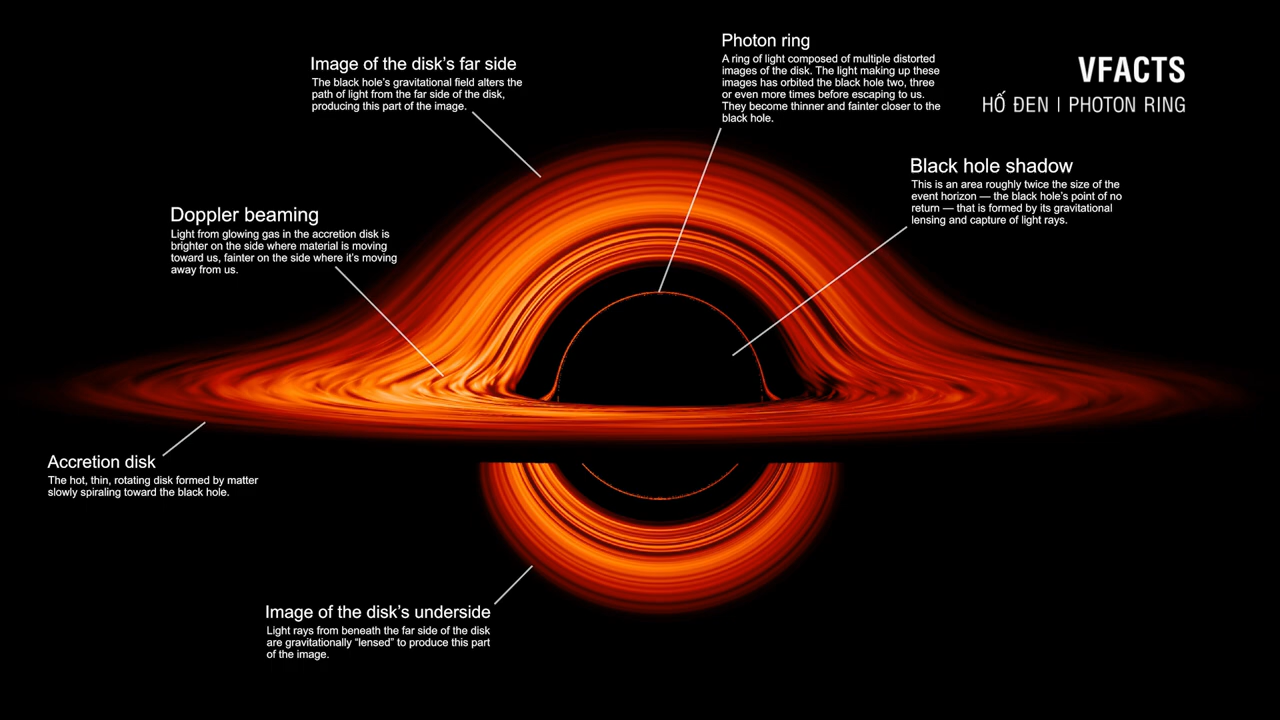 Image of the disk's far side
The black hole's gravitational field alters the
path of light from the far side of the disk,
producing this part of the image.
Photon ring
A ring of light composed of multiple distorted
images of the disk. The light making up these
images has orbited the black hole two, three
or even more times before escaping to us.
They become thinner and fainter closer to the
black hole.
VFACTS
HỐ ĐEN | PHOTON RING
Black hole shadow
This is an area roughly twice the size of the
event horizon — the black hole's point of no
return — that is formed by its gravitational
lensing and capture of light rays.
Doppler beaming
Light from glowing gas in the accretion disk is
brighter on the side where material is moving
toward us, fainter on the side where it's moving
away from us.
Accretion disk
The hot, thin, rotating disk formed by matter
slowly spiraling toward the black hole.
Image of the disk's underside
Light rays from beneath the far side of the disk
are gravitationally “lensed” to produce this part
of the image.